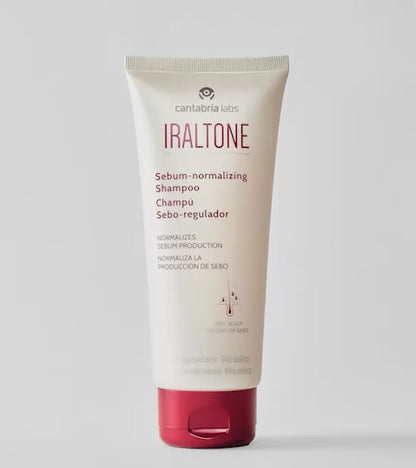 cantabria labs
IRALTONE
Sebum-normalizing
Shampoo
Champú
Sebo-regulador
NORMALIZES
SEBUM PRODUCTION
NORMALIZA LA
PRODUCCIÓN DE SEBO